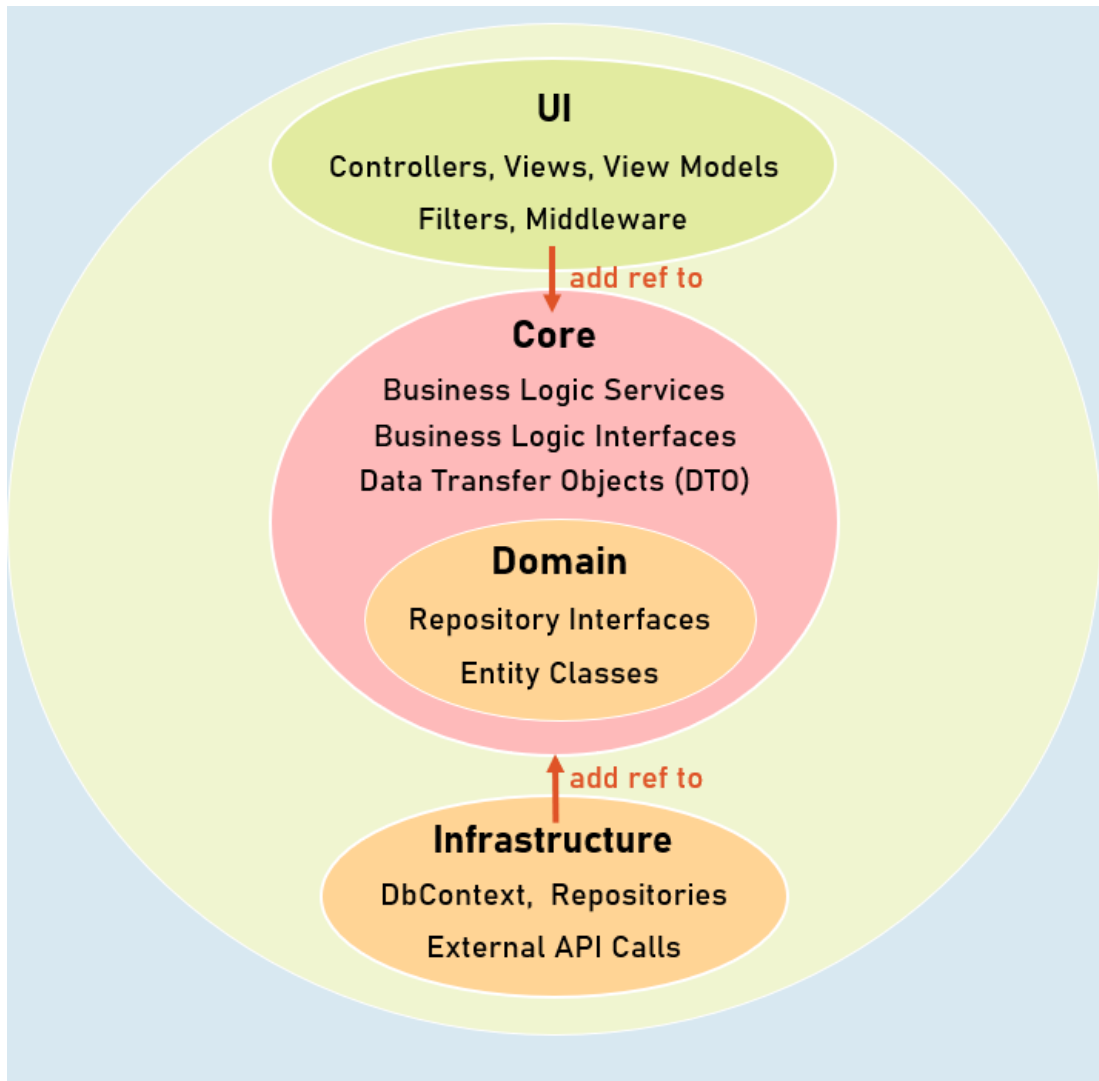 UI
Controllers, Views, View Models
Filters, Middleware
add ref to
Core
Business Logic Services
Business Logic Interfaces
Data Transfer Objects (DTO)
Domain
Repository Interfaces
Entity Classes
add ref to
Infrastructure
DbContext, Repositories
External API Calls